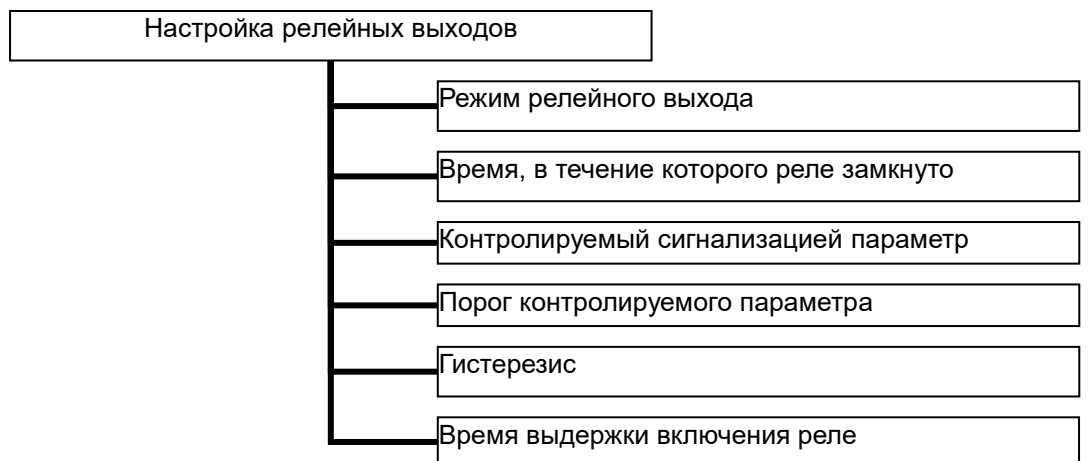 Настройка релейных выходов
Режим релейного выхода
Время, в течение которого реле замкнуто
Контролируемый сигнализацией параметр
Порог контролируемого параметра
Гистерезис
Время выдержки включения реле